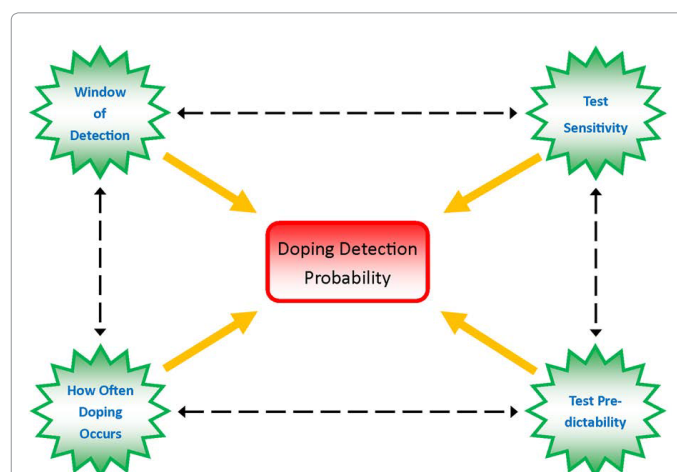 Window
of
Detection
Test
Sensitivity
Doping Detection
Probability
How Often
Doping
Occurs
Test Pre-
dictability